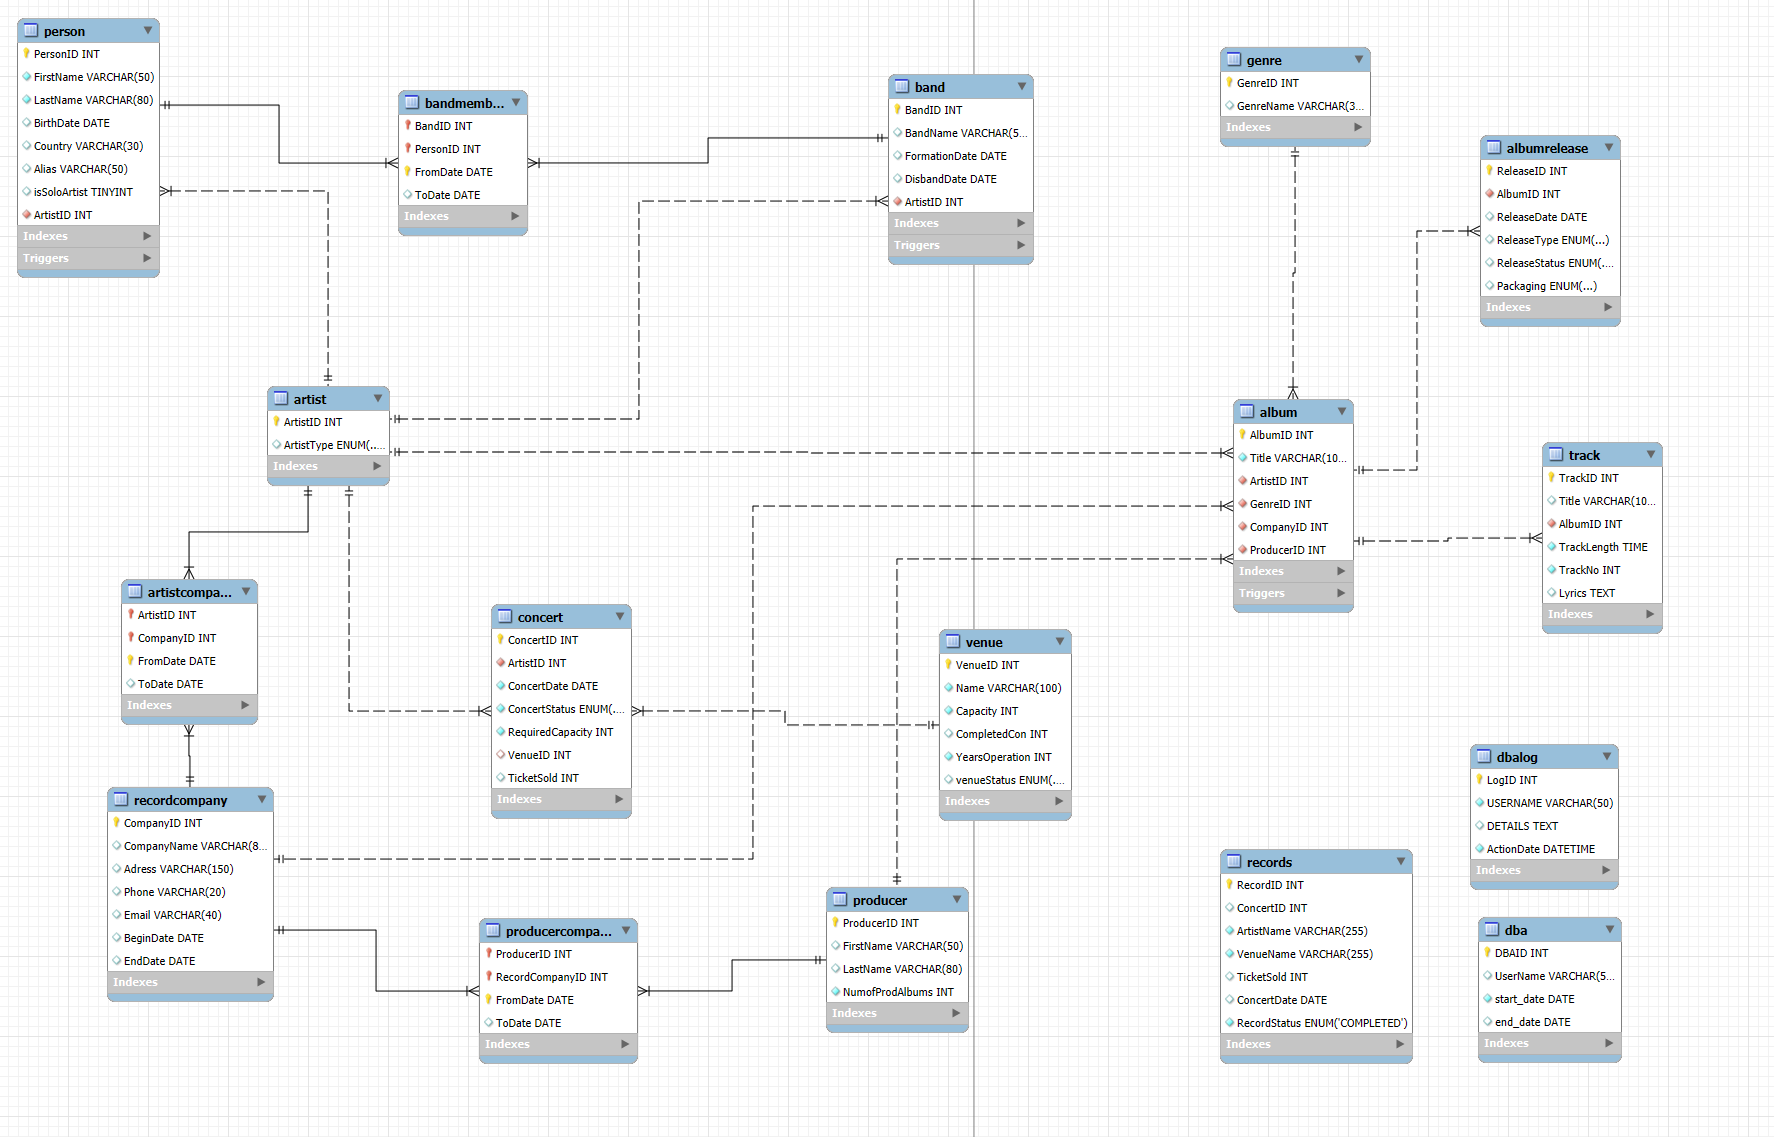 person
PersonID INT
FirstName VARCHAR(50)
LastName VARCHAR(80)
BirthDate DATE
Country VARCHAR(30)
Alias VARCHAR(50)
isSoloArtist TINYINT
ArtistID INT
Indexes
Triggers
bandmemb...
BandID INT
PersonID INT
FromDate DATE
ToDate DATE
Indexes
band
BandID INT
BandName VARCHAR(5...
FormationDate DATE
DisbandDate DATE
ArtistID INT
Indexes
Triggers
genre
GenreID INT
GenreName VARCHAR(3...
Indexes
albumrelease
ReleaseID INT
AlbumID INT
ReleaseDate DATE
ReleaseType ENUM(...)
ReleaseStatus ENUM(...
Packaging ENUM(...)
Indexes
artist
ArtistID INT
ArtistType ENUM(...
Indexes
album
AlbumID INT
Title VARCHAR(10...
ArtistID INT
GenreID INT
CompanyID INT
ProducerID INT
Indexes
Triggers
track
TrackID INT
Title VARCHAR(10...
AlbumID INT
TrackLength TIME
TrackNo INT
Lyrics TEXT
Indexes
artistcompa...
ArtistID INT
CompanyID INT
FromDate DATE
ToDate DATE
Indexes
concert
ConcertID INT
ArtistID INT
ConcertDate DATE
ConcertStatus ENUM(...
RequiredCapacity INT
VenueID INT
TicketSold INT
Indexes
venue
VenueID INT
Name VARCHAR(100)
Capacity INT
CompletedCon INT
YearsOperation INT
venueStatus ENUM(...
Indexes
recordcompany
CompanyID INT
CompanyName VARCHAR(8...
Adress VARCHAR(150)
Phone VARCHAR(20)
Email VARCHAR(40)
BeginDate DATE
EndDate DATE
Indexes
producercompa...
ProducerID INT
RecordCompanyID INT
FromDate DATE
ToDate DATE
Indexes
producer
ProducerID INT
FirstName VARCHAR(50)
LastName VARCHAR(80)
NumofProdAlbums INT
Indexes
records
RecordID INT
ConcertID INT
ArtistName VARCHAR(255)
VenueName VARCHAR(255)
TicketSold INT
ConcertDate DATE
RecordStatus ENUM('COMPLETED')
Indexes
dbalog
LogID INT
USERNAME VARCHAR(50)
DETAILS TEXT
ActionDate DATETIME
Indexes
dba
DBAID INT
UserName VARCHAR(5...
start_date DATE
end_date DATE
Indexes